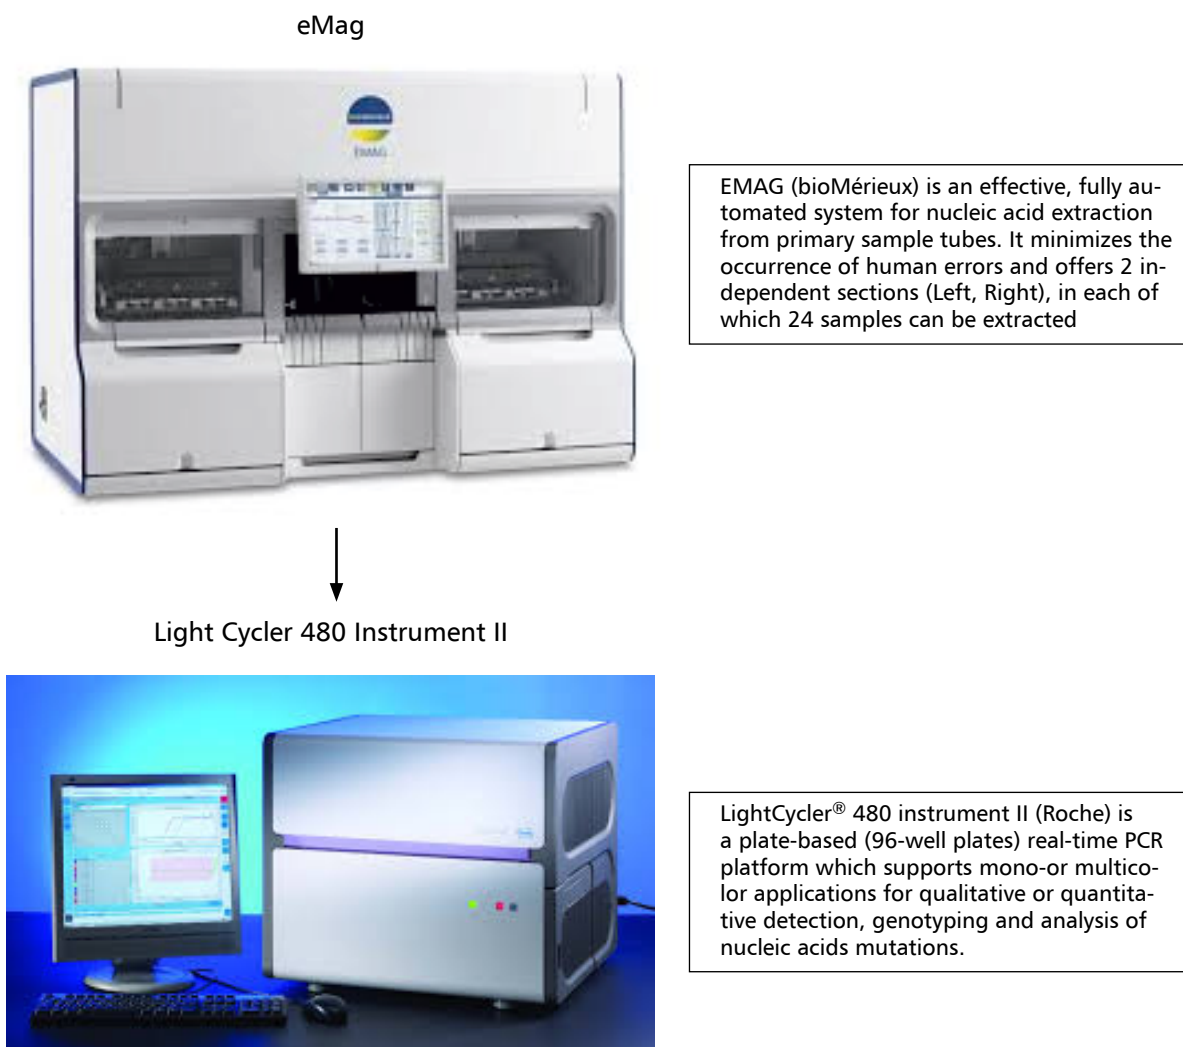 eMag
BIOMÉRIEUX
EMAG
EMAG (bioMérieux) is an effective, fully au-
tomated system for nucleic acid extraction
from primary sample tubes. It minimizes the
occurrence of human errors and offers 2 in-
dependent sections (Left, Right), in each of
which 24 samples can be extracted
Light Cycler 480 Instrument II
LightCycler® 480 instrument II (Roche) is
a plate-based (96-well plates) real-time PCR
platform which supports mono-or multico-
lor applications for qualitative or quantita-
tive detection, genotyping and analysis of
nucleic acids mutations.